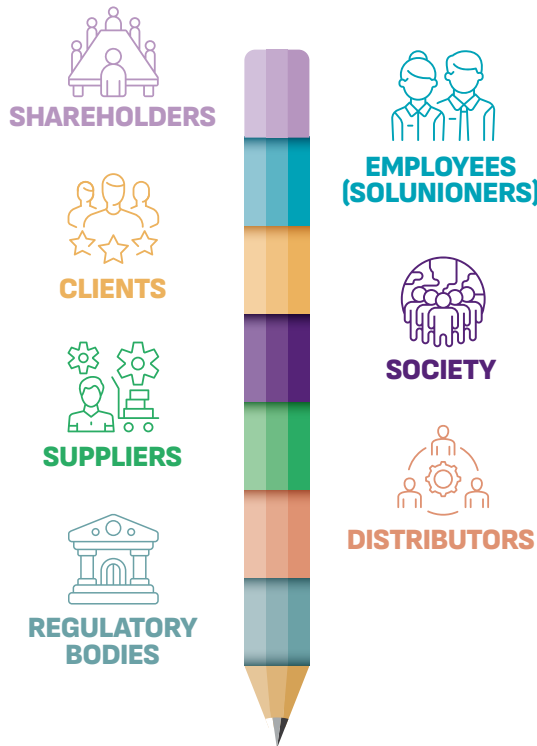 SHAREHOLDERS
EMPLOYEES
(SOLUNIONERS)
CLIENTS
SOCIETY
SUPPLIERS
DISTRIBUTORS
REGULATORY
BODIES